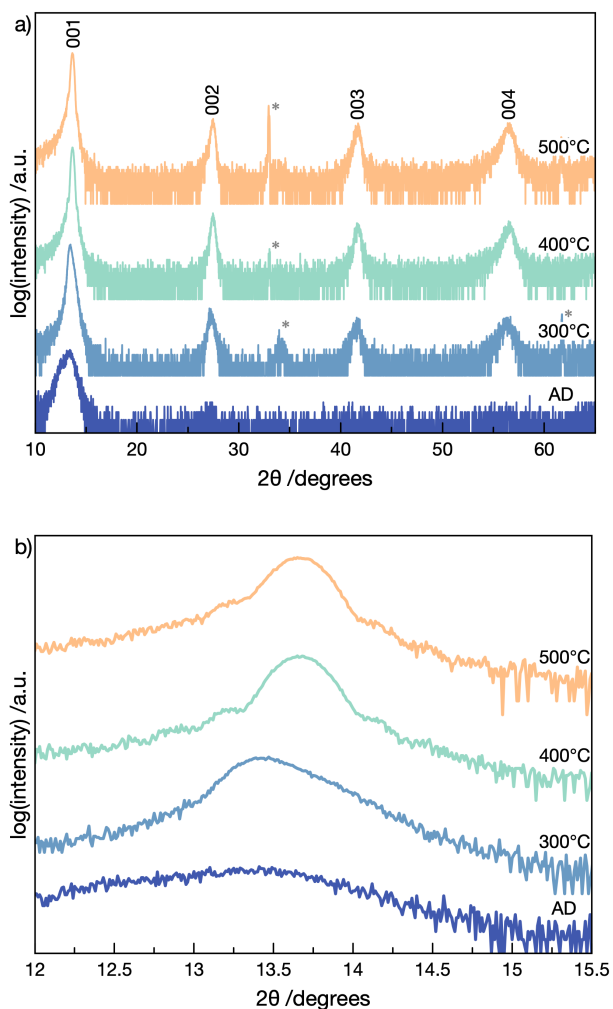 a)
001
002
*
003
004
500°C
*
400°C
*
*
300°C
AD
log(intensity) /a.u.
10
20
30
40
50
60
2θ /degrees
b)
500°C
400°C
300°C
AD
log(intensity) /a.u.
12
12.5
13
13.5
14
14.5
15
15.5
2θ /degrees